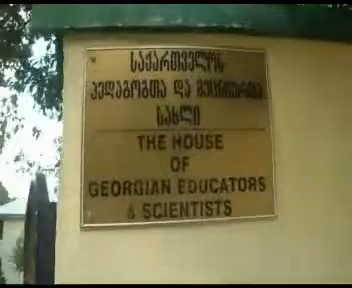 საქართველოს
პედაგოგთა და მეცნიერთა
სახლი
THE HOUSE
OF
GEORGIAN EDUCATORS
& SCIENTISTS